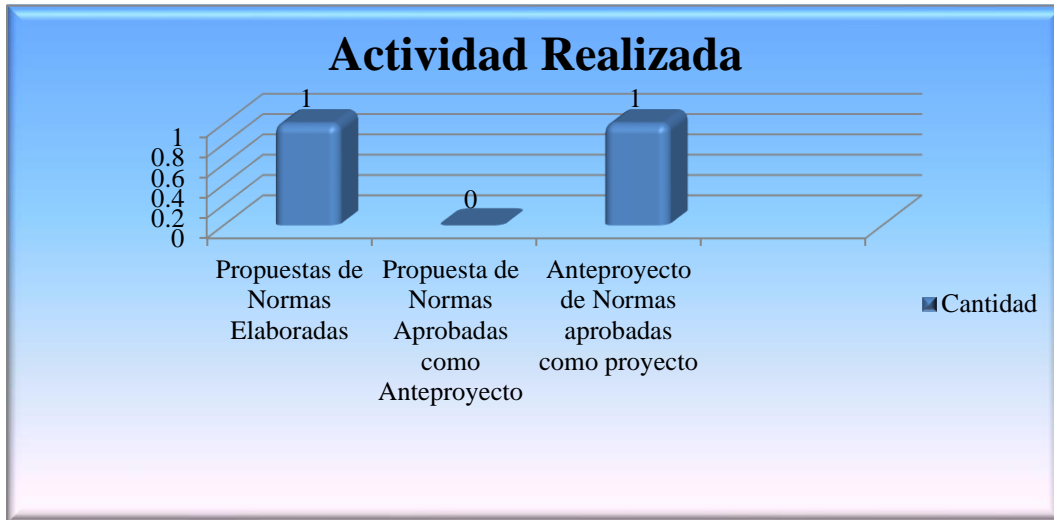 Actividad Realizada
1
0
1
1
0.8
0.6
0.4
0.2
0
Propuestas de
Normas
Elaboradas
Propuesta de
Normas
Aprobadas
como
Anteproyecto
Anteproyecto
de Normas
aprobadas
como proyecto
Cantidad